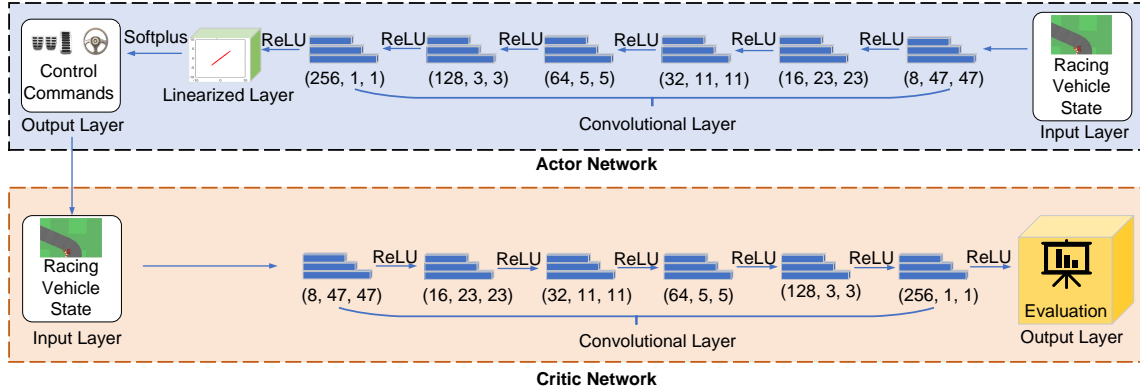 Softplus
ReLU
ReLU
ReLU
ReLU
ReLU
ReLU
Control
Commands
Output Layer
Linearized Layer
(256, 1, 1)
(128, 3, 3)
(64, 5, 5)
(32, 11, 11)
(16, 23, 23)
(8, 47, 47)
Convolutional Layer
Racing
Vehicle
State
Input Layer
Actor Network
Racing
Vehicle
State
Input Layer
ReLU
ReLU
ReLU
ReLU
ReLU
ReLU
(8, 47, 47)
(16, 23, 23)
(32, 11, 11)
(64, 5, 5)
(128, 3, 3)
(256, 1, 1)
Convolutional Layer
Evaluation
Output Layer
Critic Network